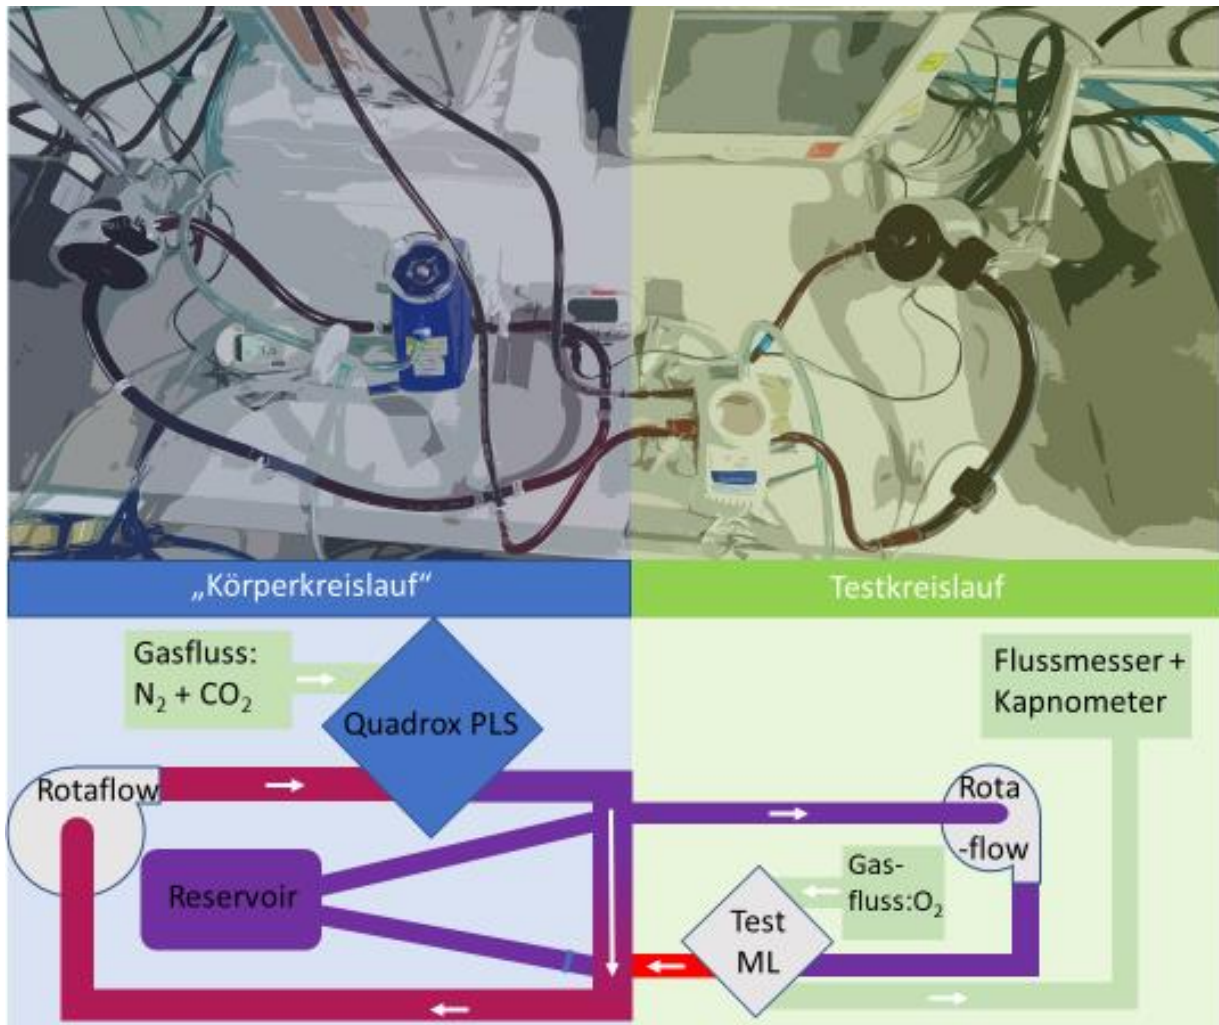 „Körperkreislauf“
Testkreislauf
Gasfluss:
N₂ + CO₂
Quadrox PLS
Flussmesser +
Kapnometer
Rotaflow
Rota
-flow
Reservoir
Gas-
fluss:O₂
Test
ML